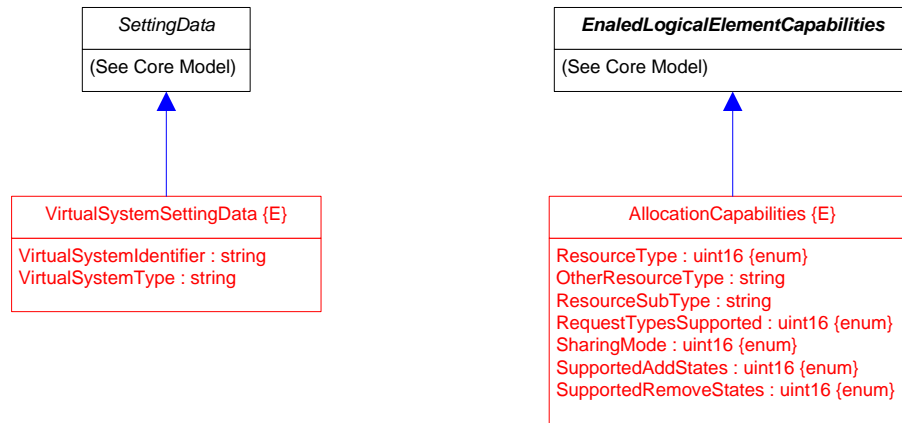 SettingData
(See Core Model)
VirtualSystemSettingData {E}
VirtualSystemIdentifier : string
VirtualSystemType : string
EnaledLogicalElementCapabilities
(See Core Model)
AllocationCapabilities {E}
ResourceType : uint16 {enum}
OtherResourceType : string
ResourceSubType : string
RequestTypesSupported : uint16 {enum}
SharingMode : uint16 {enum}
SupportedAddStates : uint16 {enum}
SupportedRemoveStates : uint16 {enum}